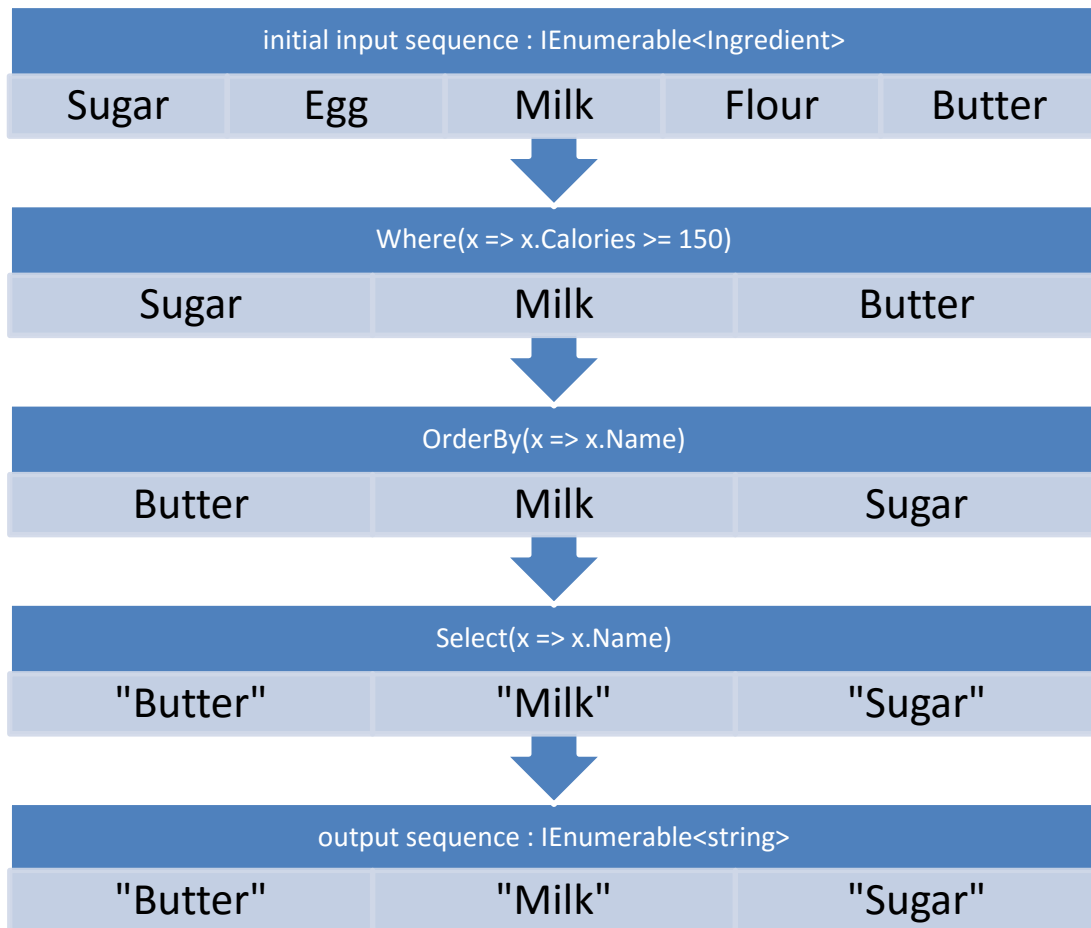 initial input sequence : IEnumerable<Ingredient>
Sugar Egg Milk Flour Butter
Where(x => x.Calories >= 150)
Sugar Milk Butter
OrderBy(x => x.Name)
Butter Milk Sugar
Select(x => x.Name)
"Butter" "Milk" "Sugar"
output sequence : IEnumerable<string>
"Butter" "Milk" "Sugar"